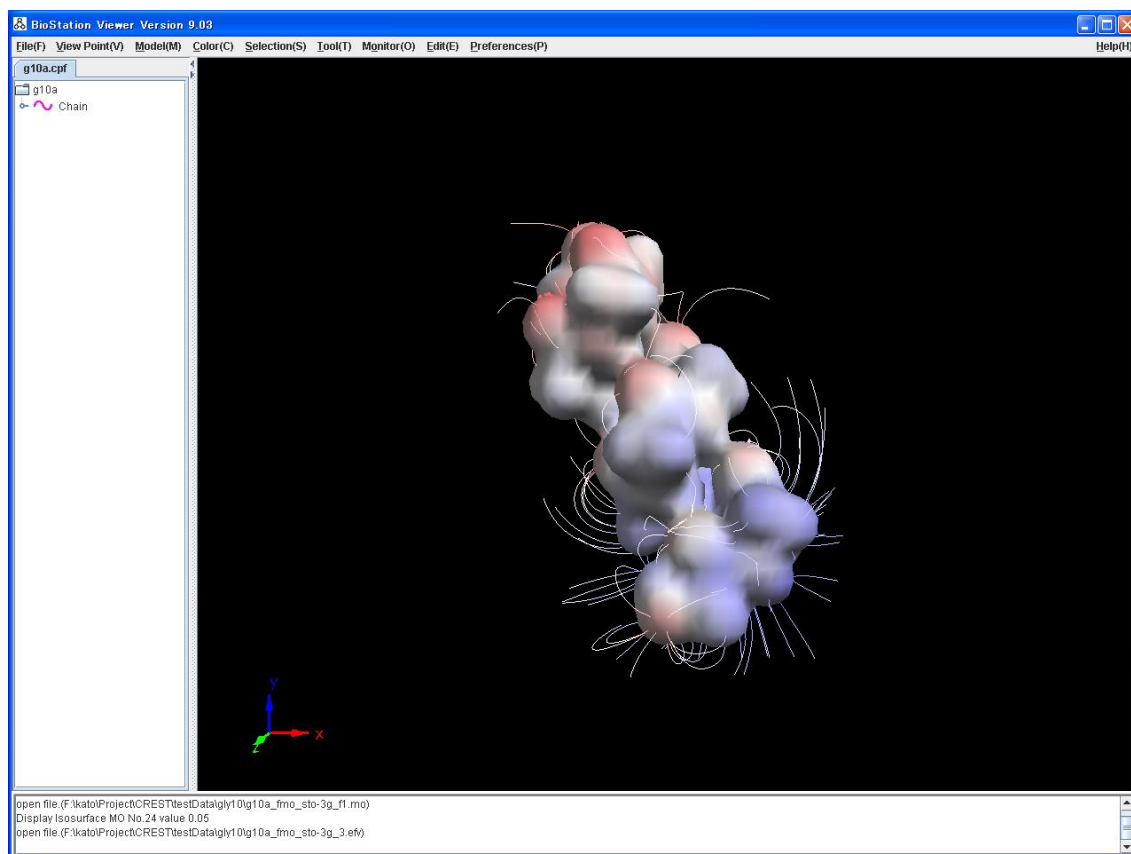 BioStation Viewer Version 9.03
File(F) View Point(V) Model(M) Color(C) Selection(S) Tool(T) Monitor(O) Edit(E) Preferences(P) Help(H)
g10a.cpf
g10a
Chain
y
x
z
open file.(F:\kato\Project\CREST\testData\gly10\g10a_fmo_sto-3g_f1.mo)
Display Isosurface MO No.24 value 0.05
open file.(F:\kato\Project\CREST\testData\gly10\g10a_fmo_sto-3g_3.efv)